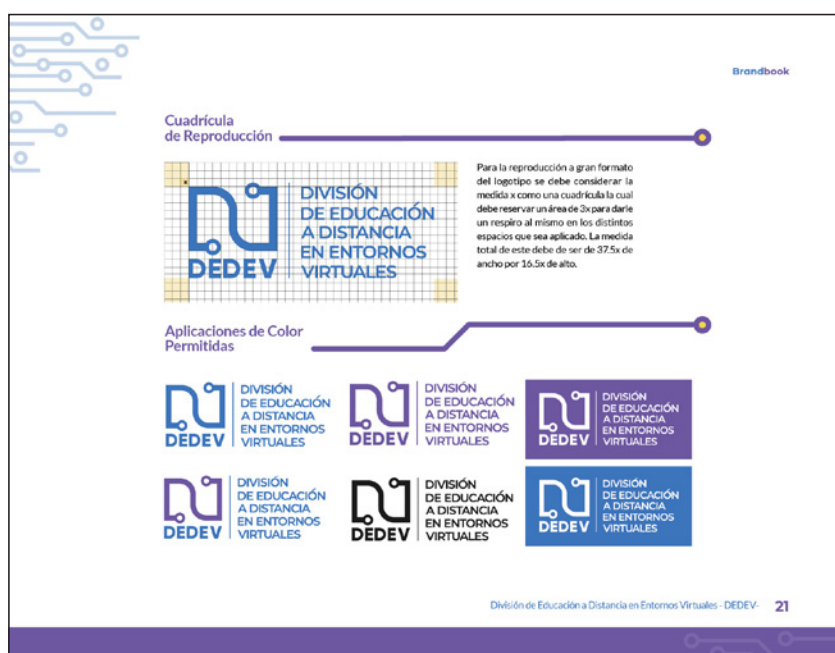 Brandbook
Cuadrícula
de Reproducción
DEDEV
DIVISIÓN
DE EDUCACIÓN
A DISTANCIA
EN ENTORNOS
VIRTUALES
Para la reproducción a gran formato
del logotipo se debe considerar la
medida x como una cuadrícula la cual
debe reservar un área de 3x para darle
un respiro al mismo en los distintos
espacios que sea aplicado. La medida
total de este debe de ser de 37.5x de
ancho por 16.5x de alto.
Aplicaciones de Color
Permitidas
DEDEV
DIVISIÓN
DE EDUCACIÓN
A DISTANCIA
EN ENTORNOS
VIRTUALES
DEDEV
DIVISIÓN
DE EDUCACIÓN
A DISTANCIA
EN ENTORNOS
VIRTUALES
DEDEV
DIVISIÓN
DE EDUCACIÓN
A DISTANCIA
EN ENTORNOS
VIRTUALES
DEDEV
DIVISIÓN
DE EDUCACIÓN
A DISTANCIA
EN ENTORNOS
VIRTUALES
DEDEV
DIVISIÓN
DE EDUCACIÓN
A DISTANCIA
EN ENTORNOS
VIRTUALES
DEDEV
DIVISIÓN
DE EDUCACIÓN
A DISTANCIA
EN ENTORNOS
VIRTUALES
División de Educación a Distancia en Entornos Virtuales - DEDEV- 21